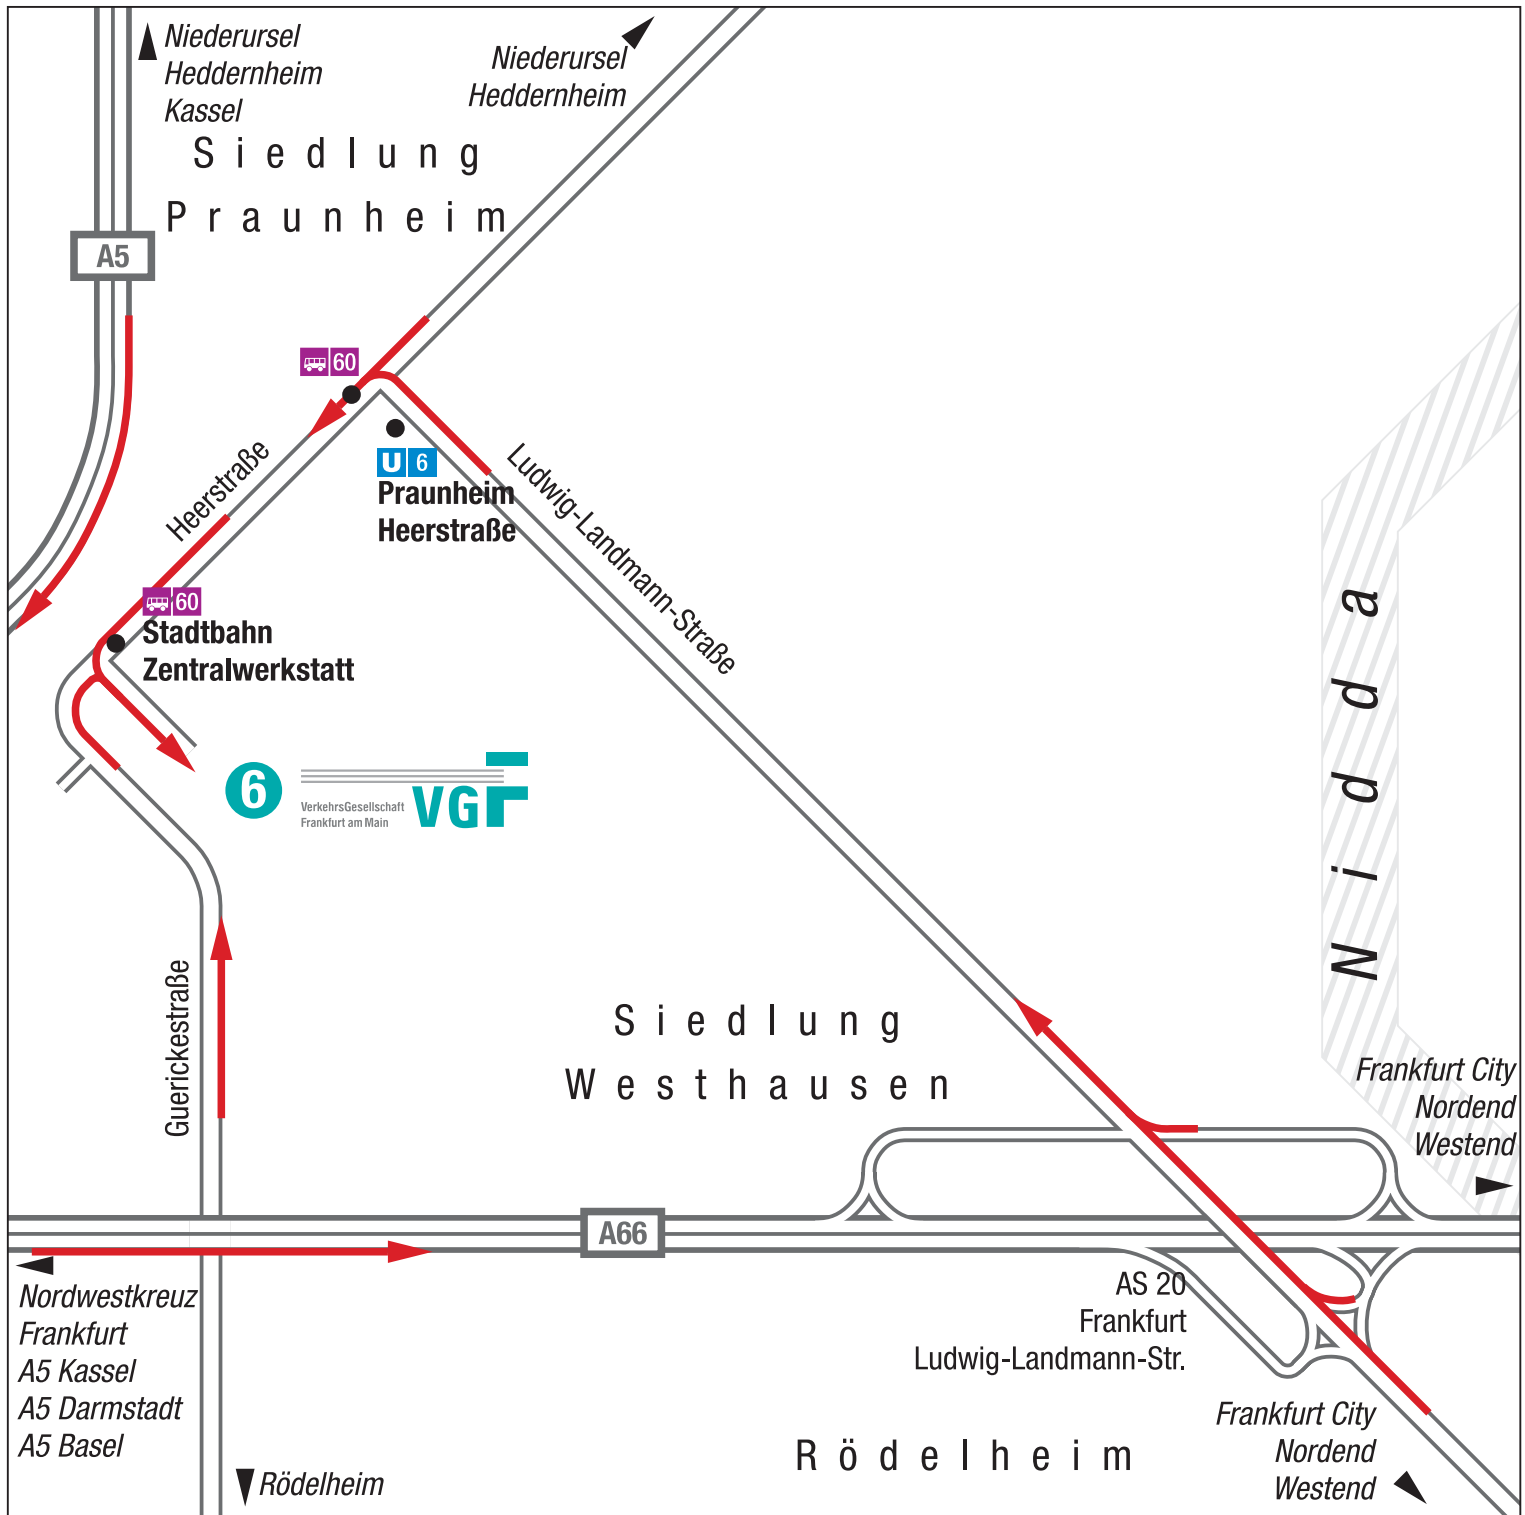 Niederursel
Heddernheim
Kassel
Niederursel
Heddernheim
Siedlung
Praunheim
A5
60
U 6
Praunheim
Heerstraße
Heerstraße
Ludwig-Landmann-Straße
60
Stadtbahn
Zentralwerkstatt
Nidda
6
VerkehrsGesellschaft
Frankfurt am Main
VGF
Guerickestraße
Siedlung
Westhausen
Frankfurt City
Nordend
Westend
A66
Nordwestkreuz
Frankfurt
A5 Kassel
A5 Darmstadt
A5 Basel
AS 20
Frankfurt
Ludwig-Landmann-Str.
Rödelheim
Frankfurt City
Nordend
Westend
Rödelheim